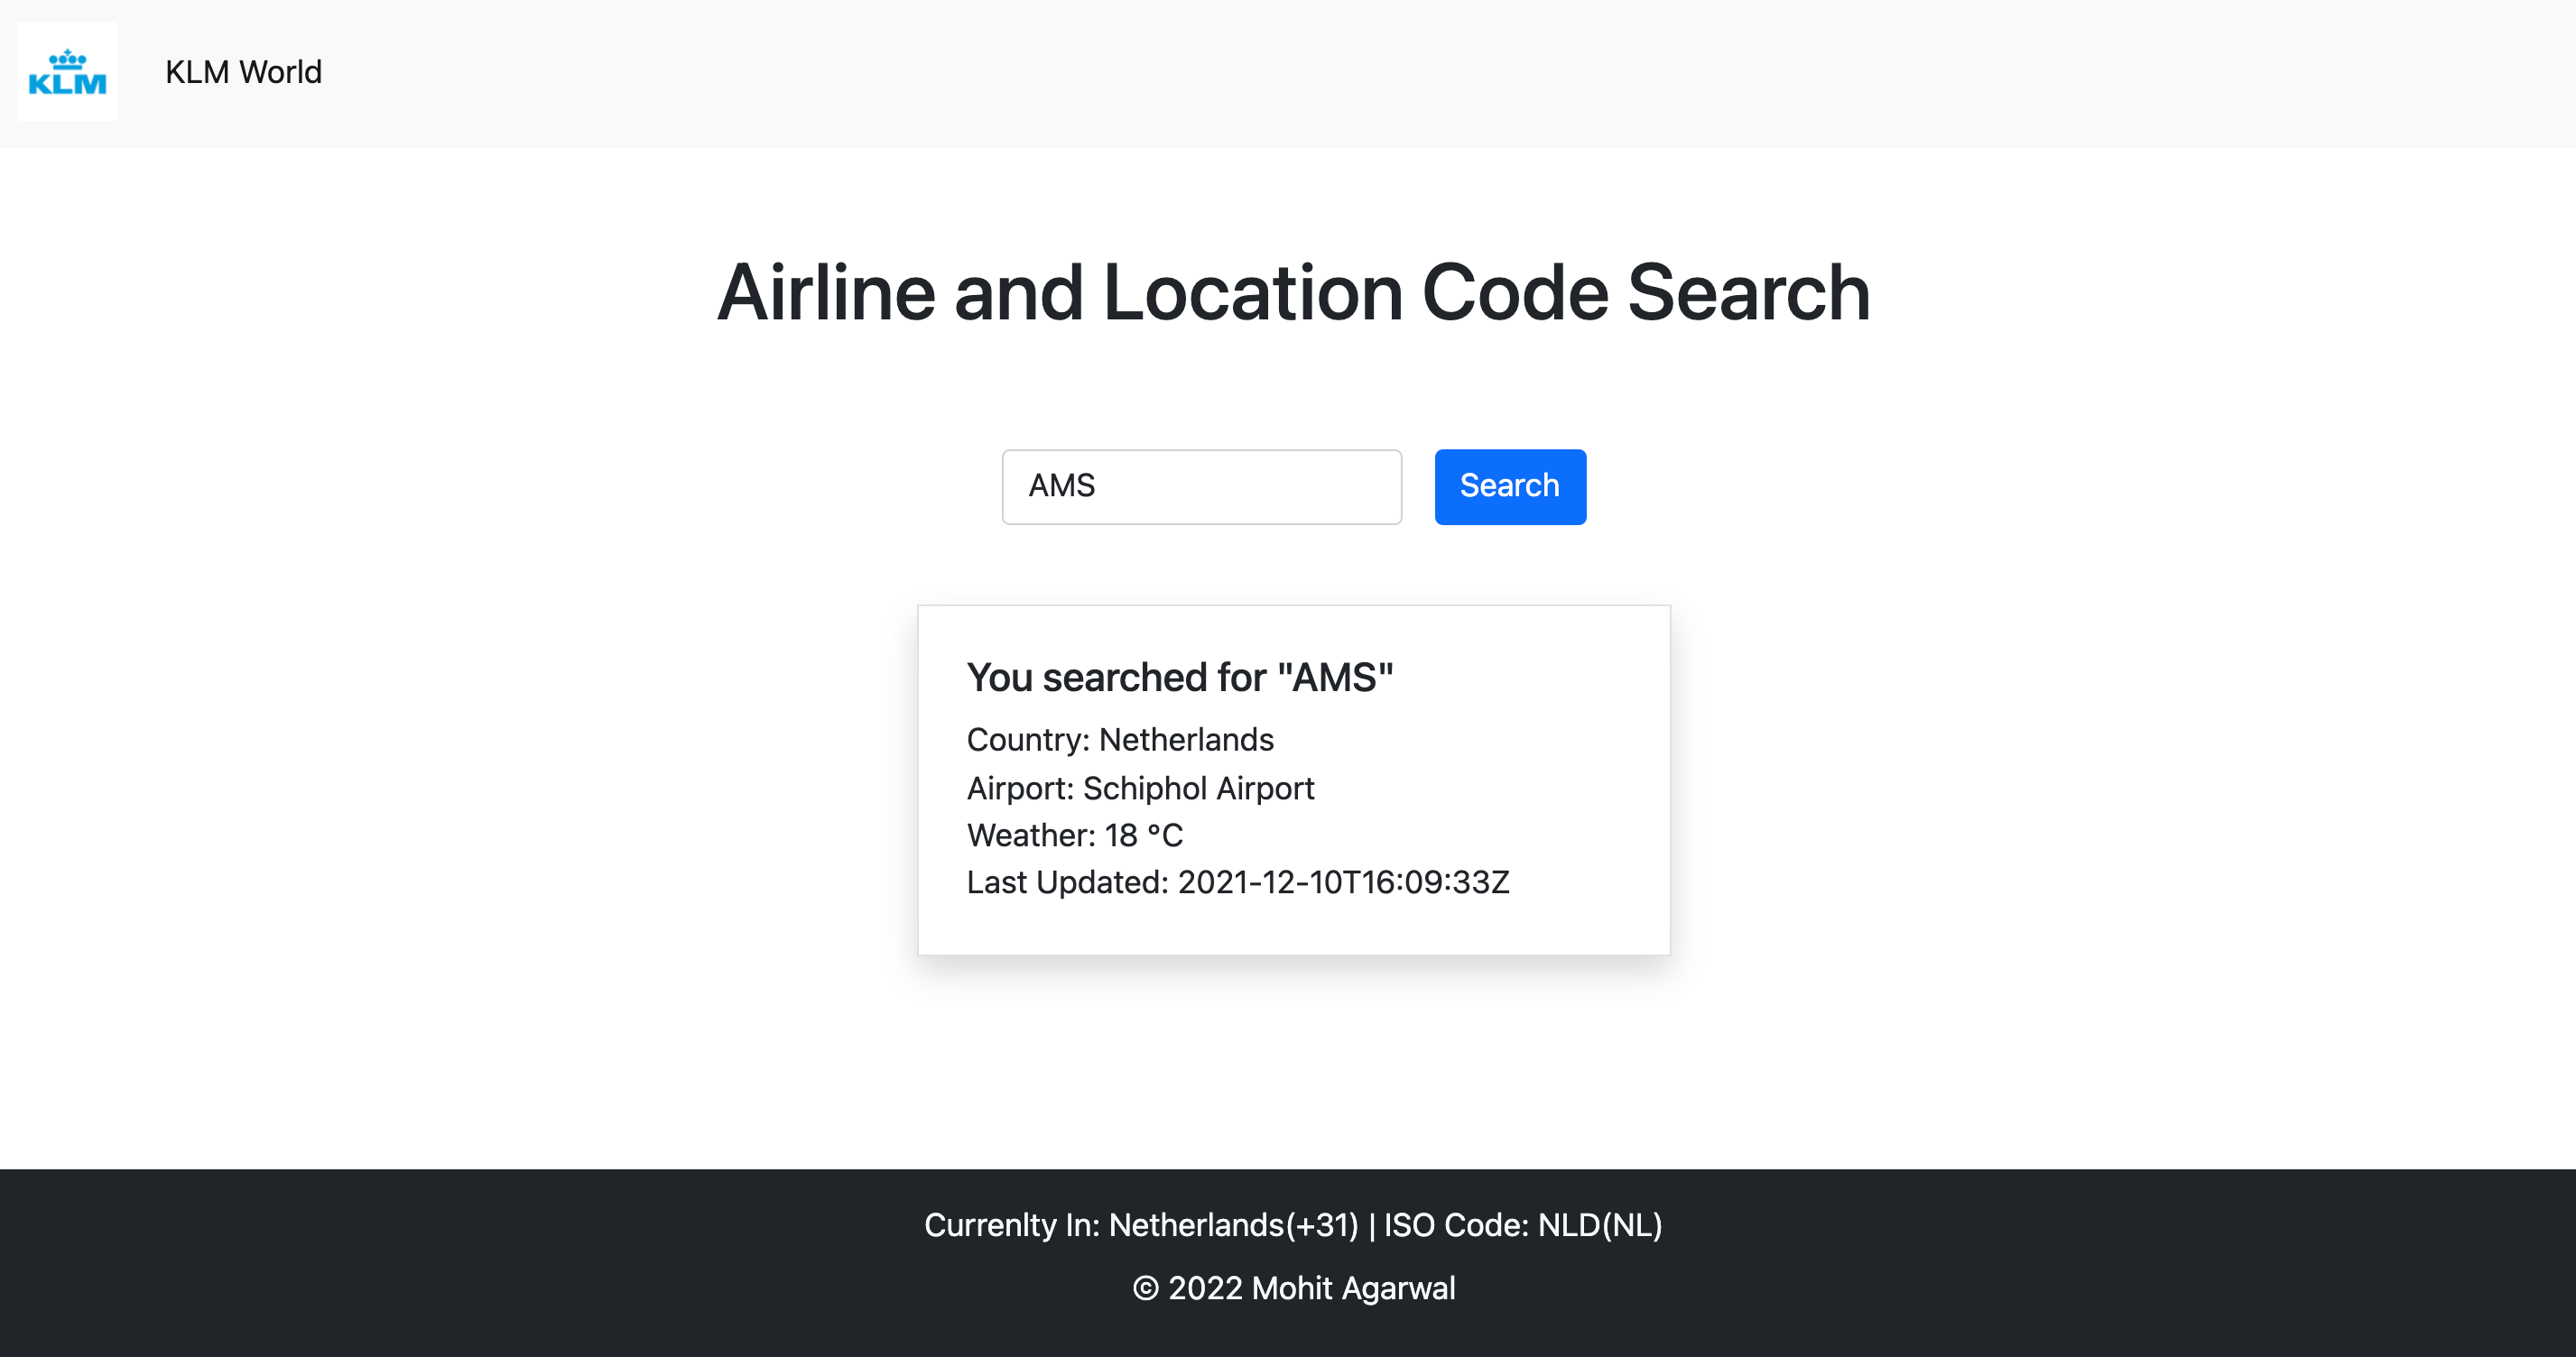 KLM
KLM World
Airline and Location Code Search
AMS
Search
You searched for "AMS"
Country: Netherlands
Airport: Schiphol Airport
Weather: 18 °C
Last Updated: 2021-12-10T16:09:33Z
Currenlty In: Netherlands(+31) | ISO Code: NLD(NL)
© 2022 Mohit Agarwal